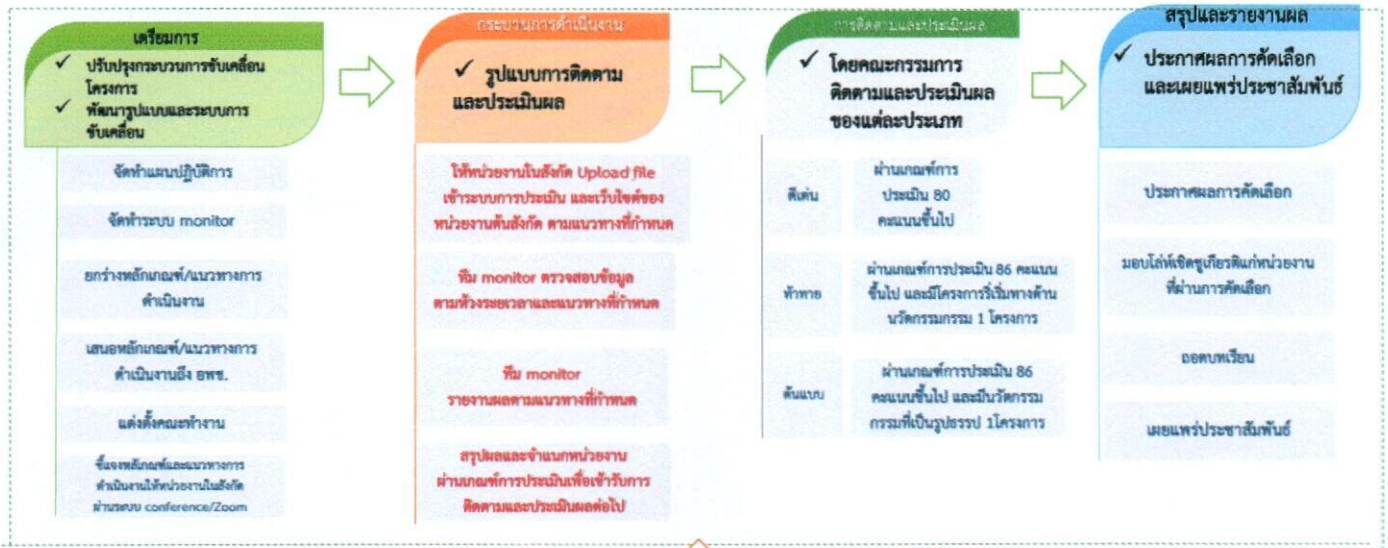 เตรียมการ
✓ ปรับปรุงกระบวนการขับเคลื่อน
โครงการ
✓ พัฒนารูปแบบและระบบการ
ขับเคลื่อน
จัดทำแผนปฏิบัติการ
จัดทำระบบ monitor
ยกร่างหลักเกณฑ์/แนวทางการ
ดำเนินงาน
เสนอหลักเกณฑ์/แนวทางการ
ดำเนินงานถึง อพช.
แต่งตั้งคณะทำงาน
ชี้แจงหลักเกณฑ์และแนวทางการ
ดำเนินงานให้หน่วยงานในสังกัด
ผ่านระบบ conference/Zoom
กระบวนการดำเนินงาน
✓ รูปแบบการติดตาม
และประเมินผล
ให้หน่วยงานในสังกัด Upload file
เข้าระบบการประเมิน และเว็บไซต์ของ
หน่วยงานต้นสังกัด ตามแนวทางที่กำหนด
ทีม monitor ตรวจสอบข้อมูล
ตามห้วงระยะเวลาและแนวทางที่กำหนด
ทีม monitor
รายงานผลตามแนวทางที่กำหนด
สรุปผลและจำแนกหน่วยงาน
ผ่านเกณฑ์การประเมินเพื่อเข้ารับการ
ติดตามและประเมินผลต่อไป
การติดตามและประเมินผล
✓ โดยคณะกรรมการ
ติดตามและประเมินผล
ของแต่ละประเภท
ดีเด่น
ผ่านเกณฑ์การ
ประเมิน 80
คะแนนขึ้นไป
ท้าทาย
ผ่านเกณฑ์การประเมิน 86 คะแนน
ขึ้นไป และมีโครงการริเริ่มทางด้าน
นวัตกรรมกรรม 1 โครงการ
ต้นแบบ
ผ่านเกณฑ์การประเมิน 86
คะแนนขึ้นไป และมีนวัตกรรม
กรรมที่เป็นรูปธรรป 1โครงการ
สรุปและรายงานผล
✓ ประกาศผลการคัดเลือก
และเผยแพร่ประชาสัมพันธ์
ประกาศผลการคัดเลือก
มอบโล่ห์เชิดชูเกียรติแก่หน่วยงาน
ที่ผ่านการคัดเลือก
ถอดบทเรียน
เผยแพร่ประชาสัมพันธ์